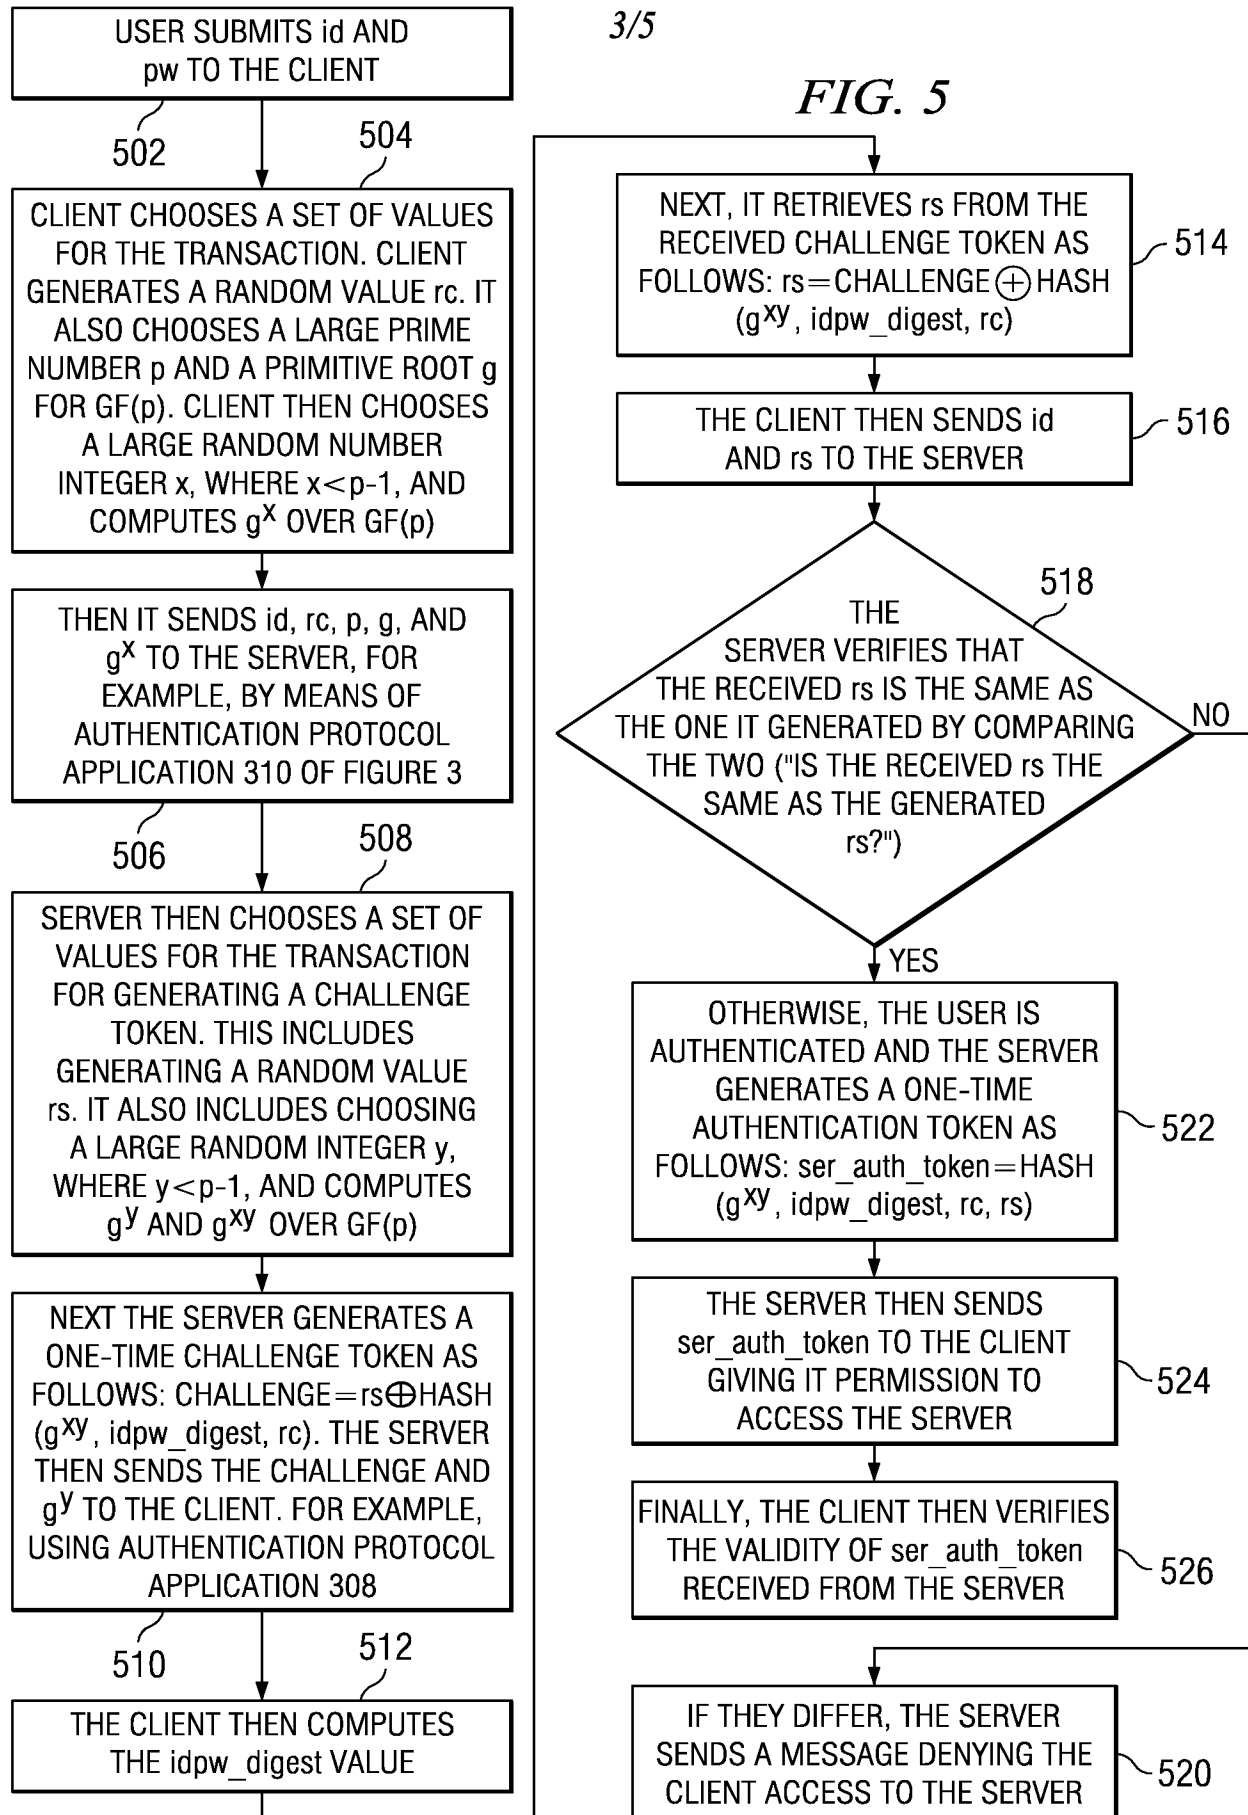 3/5
FIG. 5
USER SUBMITS id AND
pw TO THE CLIENT
502
504
CLIENT CHOOSES A SET OF VALUES
FOR THE TRANSACTION. CLIENT
GENERATES A RANDOM VALUE rc. IT
ALSO CHOOSES A LARGE PRIME
NUMBER p AND A PRIMITIVE ROOT g
FOR GF(p). CLIENT THEN CHOOSES
A LARGE RANDOM NUMBER
INTEGER x, WHERE x<p-1, AND
COMPUTES g^x OVER GF(p)
THEN IT SENDS id, rc, p, g, AND
g^x TO THE SERVER, FOR
EXAMPLE, BY MEANS OF
AUTHENTICATION PROTOCOL
APPLICATION 310 OF FIGURE 3
506
508
SERVER THEN CHOOSES A SET OF
VALUES FOR THE TRANSACTION
FOR GENERATING A CHALLENGE
TOKEN. THIS INCLUDES
GENERATING A RANDOM VALUE
rs. IT ALSO INCLUDES CHOOSING
A LARGE RANDOM INTEGER y,
WHERE y<p-1, AND COMPUTES
g^y AND g^xy OVER GF(p)
NEXT THE SERVER GENERATES A
ONE-TIME CHALLENGE TOKEN AS
FOLLOWS: CHALLENGE=rs⊕HASH
(g^xy, idpw_digest, rc). THE SERVER
THEN SENDS THE CHALLENGE AND
g^y TO THE CLIENT. FOR EXAMPLE,
USING AUTHENTICATION PROTOCOL
APPLICATION 308
510
512
THE CLIENT THEN COMPUTES
THE idpw_digest VALUE
NEXT, IT RETRIEVES rs FROM THE
RECEIVED CHALLENGE TOKEN AS
FOLLOWS: rs=CHALLENGE⊕HASH
(g^xy, idpw_digest, rc)
514
THE CLIENT THEN SENDS id
AND rs TO THE SERVER
516
518
THE
SERVER VERIFIES THAT
THE RECEIVED rs IS THE SAME AS
THE ONE IT GENERATED BY COMPARING
THE TWO ("IS THE RECEIVED rs THE
SAME AS THE GENERATED
rs?")
NO
YES
OTHERWISE, THE USER IS
AUTHENTICATED AND THE SERVER
GENERATES A ONE-TIME
AUTHENTICATION TOKEN AS
FOLLOWS: ser_auth_token=HASH
(g^xy, idpw_digest, rc, rs)
522
THE SERVER THEN SENDS
ser_auth_token TO THE CLIENT
GIVING IT PERMISSION TO
ACCESS THE SERVER
524
FINALLY, THE CLIENT THEN VERIFIES
THE VALIDITY OF ser_auth_token
RECEIVED FROM THE SERVER
526
IF THEY DIFFER, THE SERVER
SENDS A MESSAGE DENYING THE
CLIENT ACCESS TO THE SERVER
520